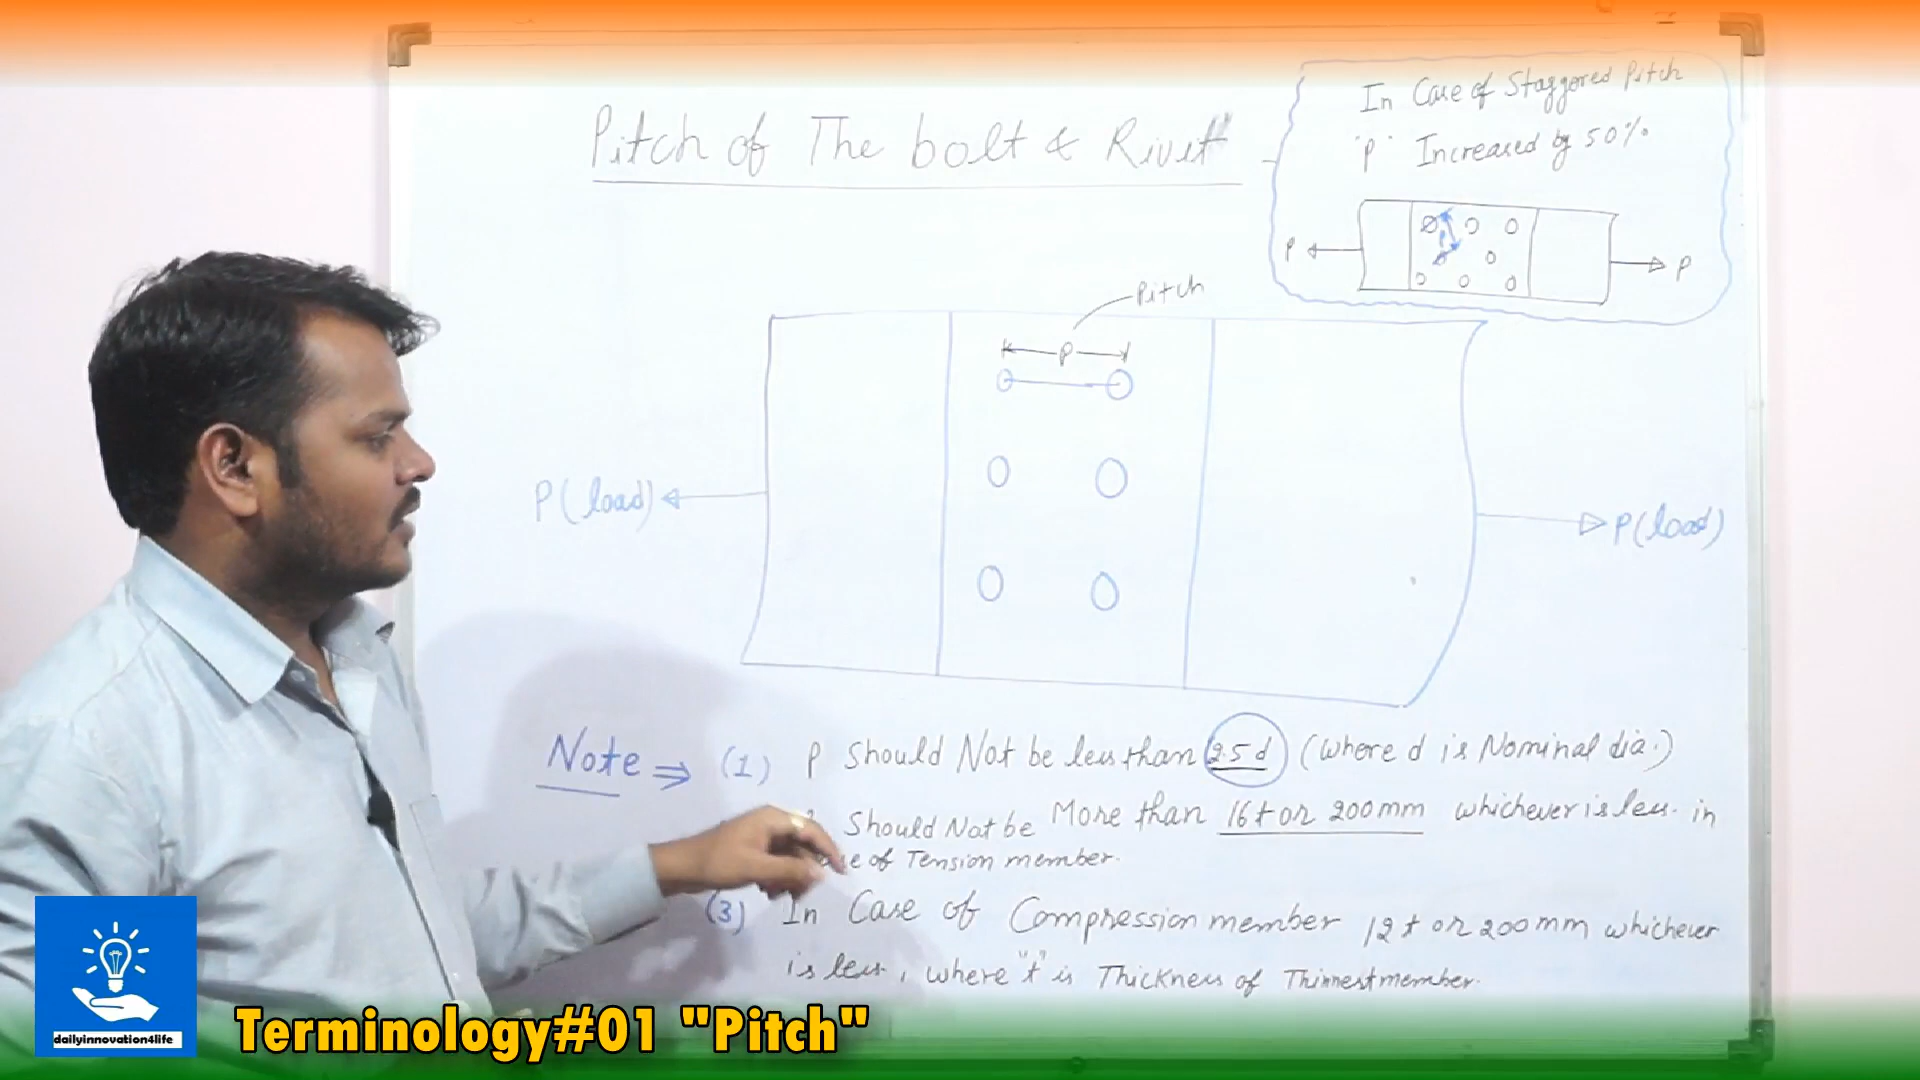 In Case of Staggored Pitch
"P" Increased by 50%
Pitch of The bolt & Rivet
P
P
P
Pitch
P
P (load)
P (load)
Note ⇒ (1) P Should Not be less than 2.5 d (where d is Nominal dia.)
Should Not be More than 16t or 200mm whichever is less. in
of Tension member.
(3) In Case of Compression member 12t or 200mm whichever
is less, where "t" is Thickness of Thinnest member.
dailyinnovation4life
Terminology#01 "Pitch"